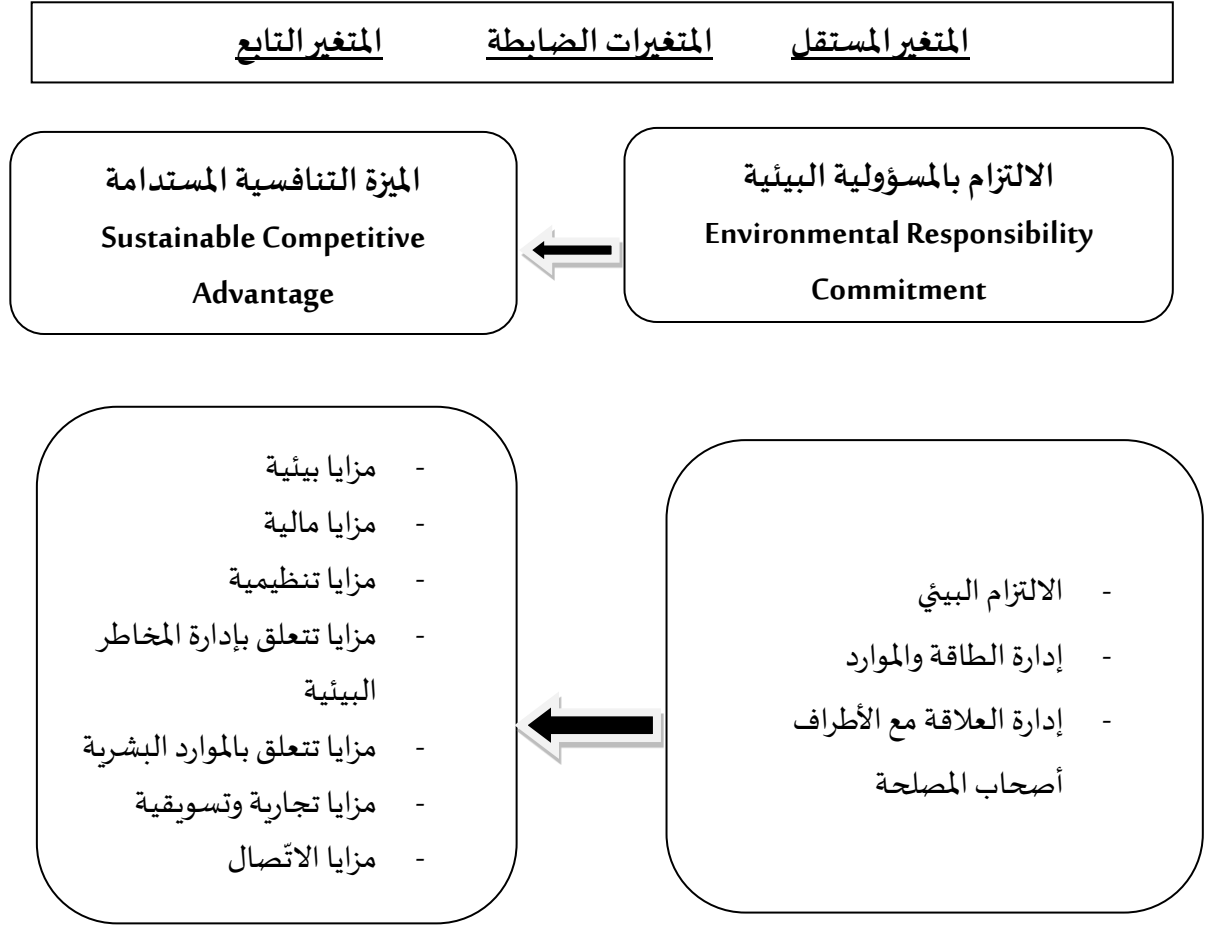 المتغير المستقل المتغيرات الضابطة المتغير التابع
الالتزام بالمسؤولية البيئية
Environmental Responsibility
Commitment
الميزة التنافسية المستدامة
Sustainable Competitive
Advantage
- الالتزام البيئي
- إدارة الطاقة والموارد
- إدارة العلاقة مع الأطراف
أصحاب المصلحة
- مزايا بيئية
- مزايا مالية
- مزايا تنظيمية
- مزايا تتعلق بإدارة المخاطر
البيئية
- مزايا تتعلق بالموارد البشرية
- مزايا تجارية وتسويقية
- مزايا الاتّصال